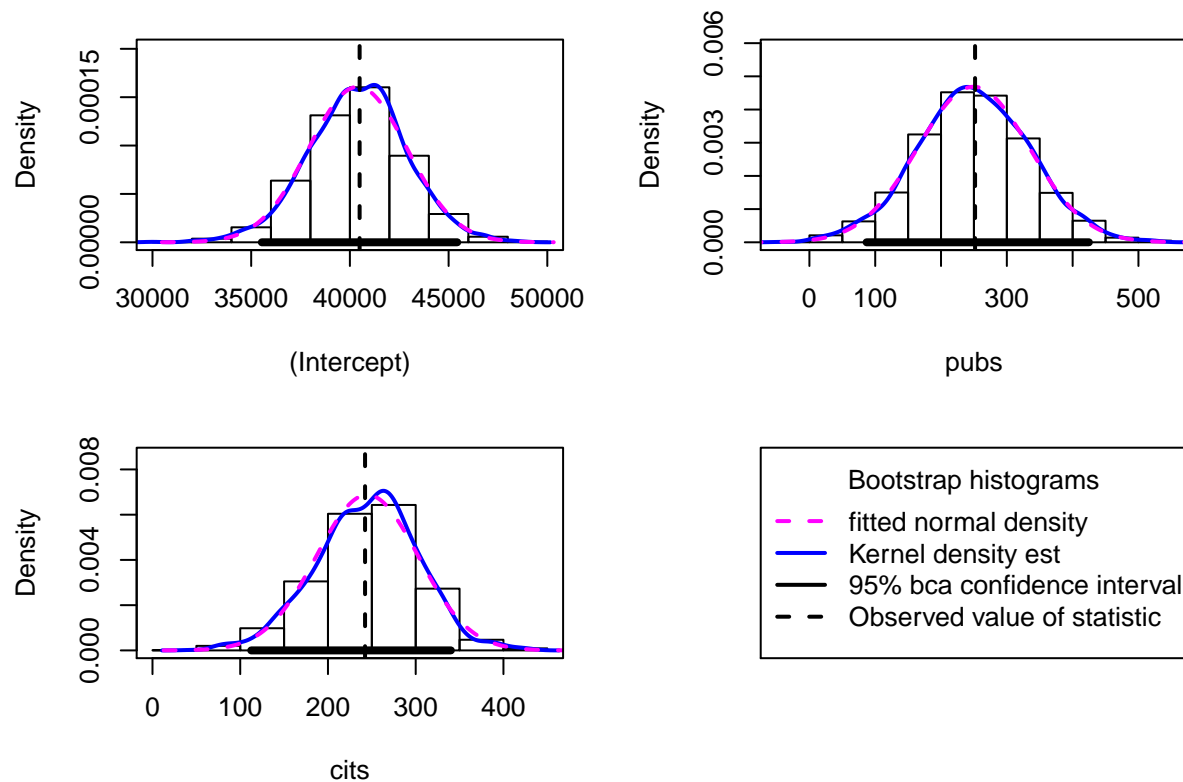 Density
0.00000
0.00015
30000 35000 40000 45000 50000
(Intercept)
Density
0.000
0.003
0.006
0 100 300 500
pubs
Density
0.000
0.004
0.008
0 100 200 300 400
cits
Bootstrap histograms
fitted normal density
Kernel density est
95% bca confidence interval
Observed value of statistic